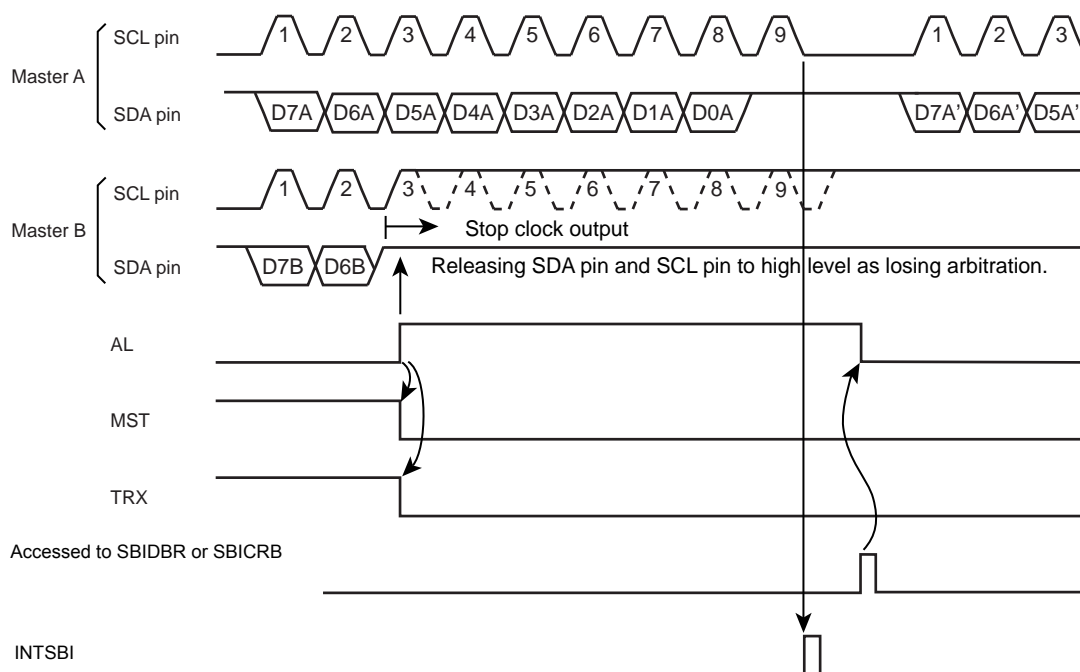 SCL pin 1 2 3 4 5 6 7 8 9 1 2 3
Master A
SDA pin D7A D6A D5A D4A D3A D2A D1A D0A D7A' D6A' D5A'
SCL pin 1 2 3 4 5 6 7 8 9
Master B
Stop clock output
SDA pin D7B D6B
Releasing SDA pin and SCL pin to high level as losing arbitration.
AL
MST
TRX
Accessed to SBIDBR or SBICRB
INTSBI